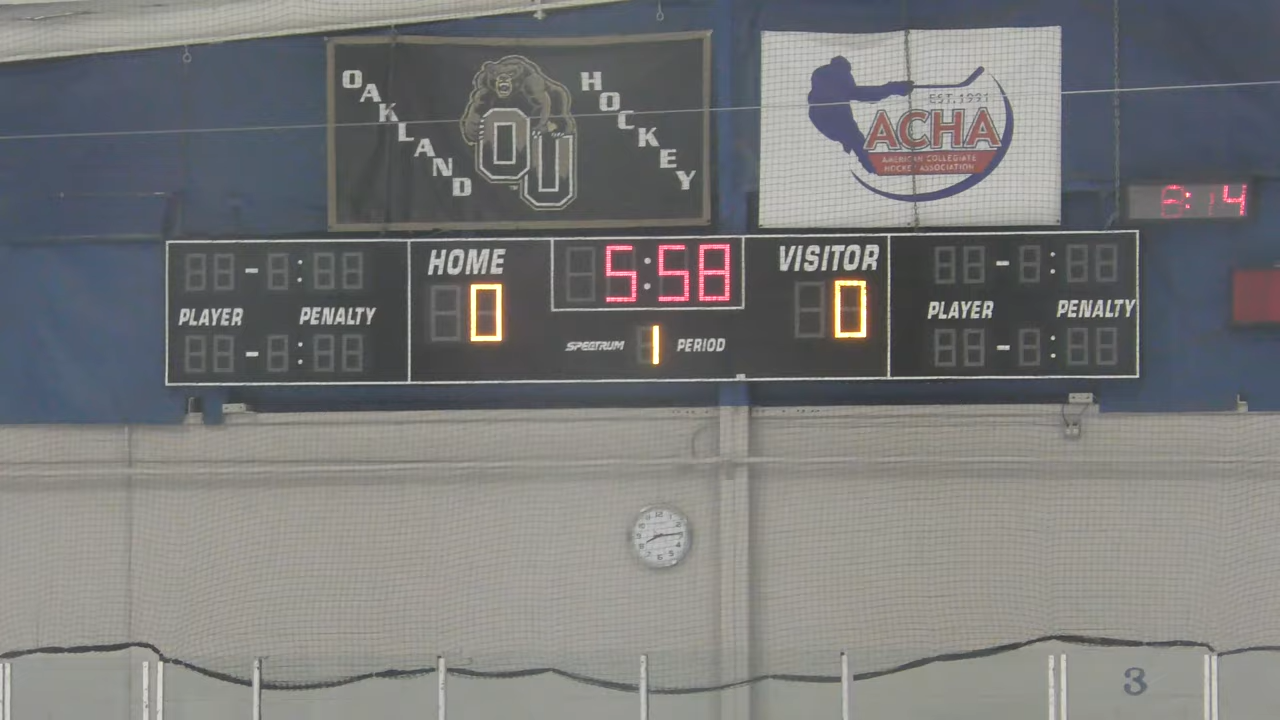 OAKLAND
HOCKEY
OU
EST. 1991
ACHA
AMERICAN COLLEGIATE
HOCKEY ASSOCIATION
8:14
HOME
5:58
VISITOR
0
0
PLAYER
PENALTY
PLAYER
PENALTY
SPECTRUM
1
PERIOD
3